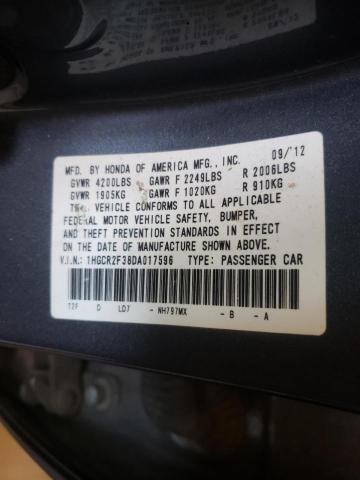 MFD. BY HONDA OF AMERICA MFG., INC. 09/'12
GVWR 4200LBS GAWR F 2249LBS R 2006LBS
GVWR 1905KG GAWR F 1020KG R 910KG
VEHICLE CONFORMS TO ALL APPLICABLE
FEDERAL MOTOR VEHICLE SAFETY, BUMPER,
AND THEFT PREVENTION STANDARDS IN EFFECT
ON THE DATE OF MANUFACTURE SHOWN ABOVE.
V.I.N.: 1HGCR2F38DA017596 TYPE: PASSENGER CAR
T2F D LD7 - NH797MX - B - A